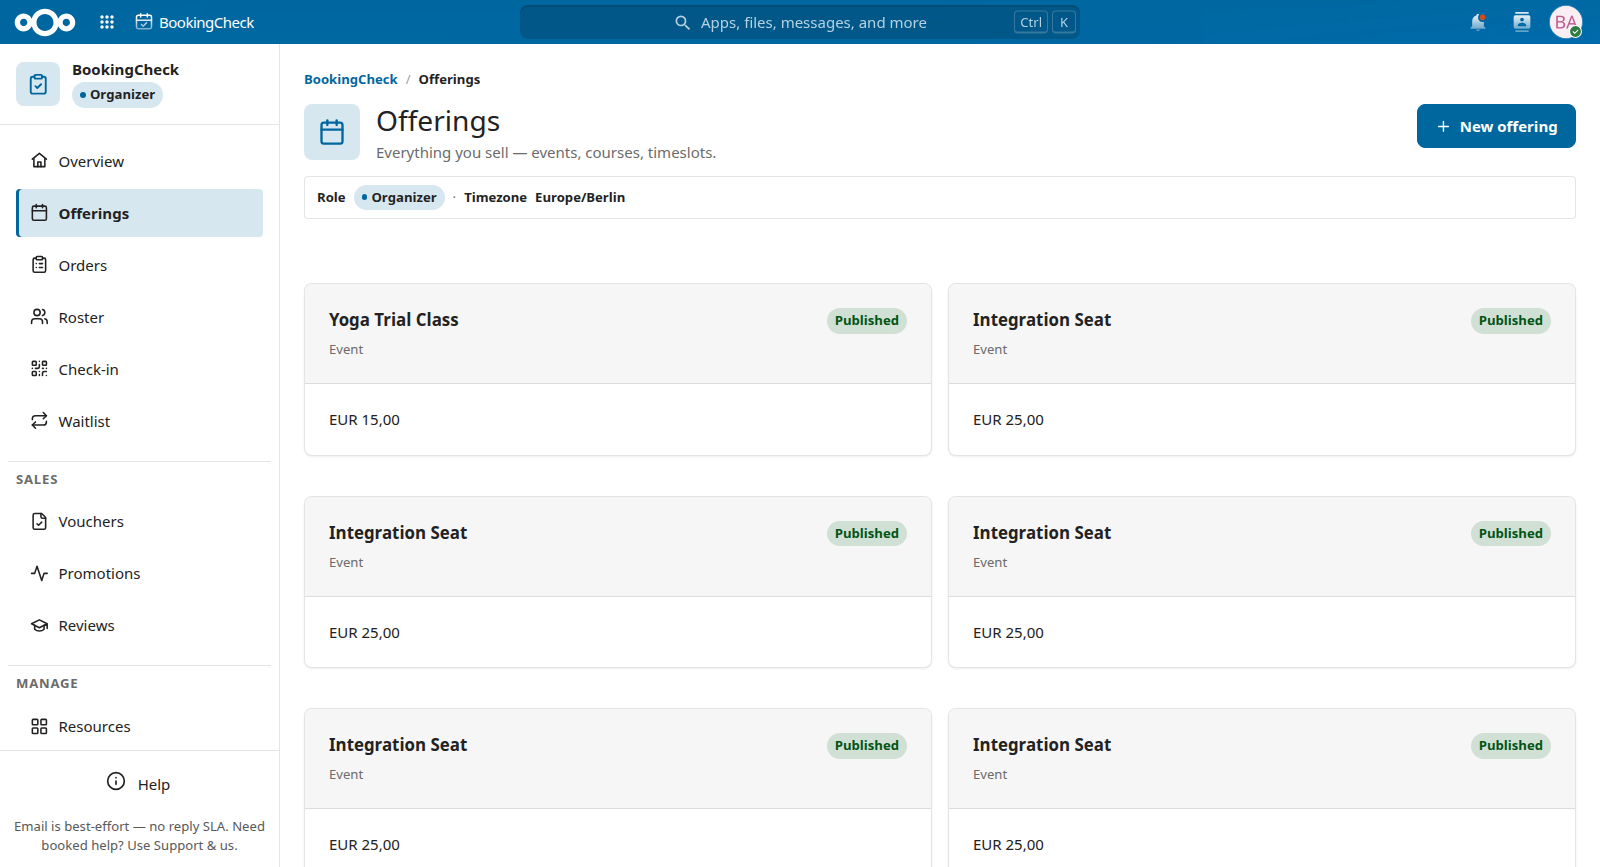 BookingCheck
Apps, files, messages, and more
Ctrl
K
BA
BookingCheck
Organizer
Overview
Offerings
Orders
Roster
Check-in
Waitlist
SALES
Vouchers
Promotions
Reviews
MANAGE
Resources
Help
Email is best-effort — no reply SLA. Need
booked help? Use Support & us.
BookingCheck / Offerings
Offerings
Everything you sell — events, courses, timeslots.
+ New offering
Role Organizer · Timezone Europe/Berlin
Yoga Trial Class
Published
Event
EUR 15,00
Integration Seat
Published
Event
EUR 25,00
Integration Seat
Published
Event
EUR 25,00
Integration Seat
Published
Event
EUR 25,00
Integration Seat
Published
Event
EUR 25,00
Integration Seat
Published
Event
EUR 25,00